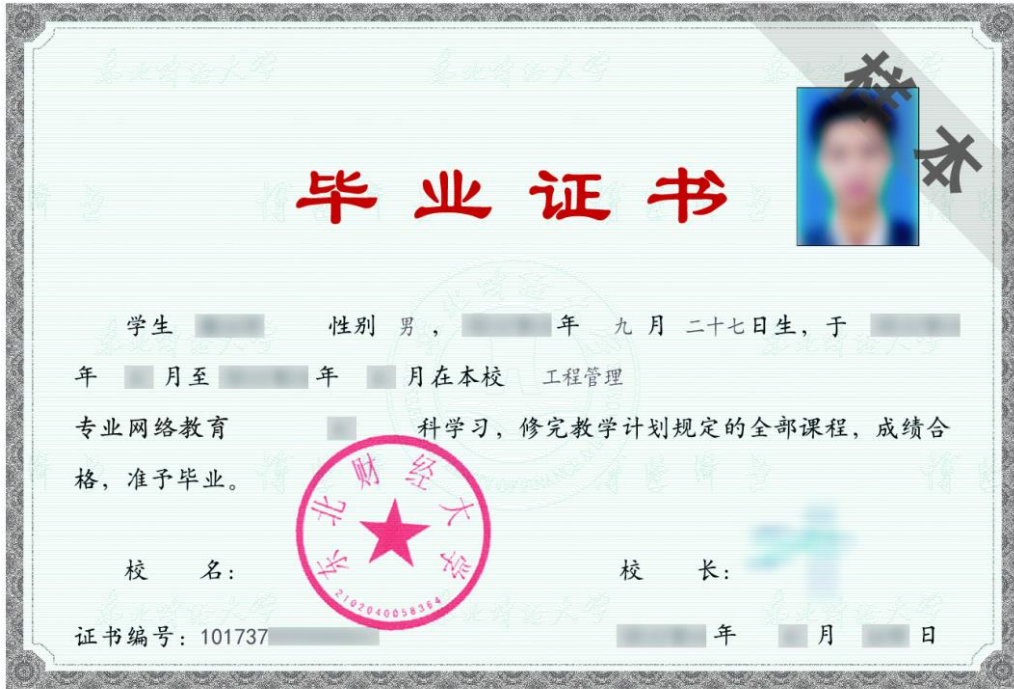 样本
毕业证书
学生 性别 男， 年 九 月 二十七日生，于
年 月至 年 月在本校 工程管理
专业网络教育 科学习，修完教学计划规定的全部课程，成绩合
格，准予毕业。
东北财经大学
2102040058364
校 名：
校 长：
证书编号：101737
年 月 日